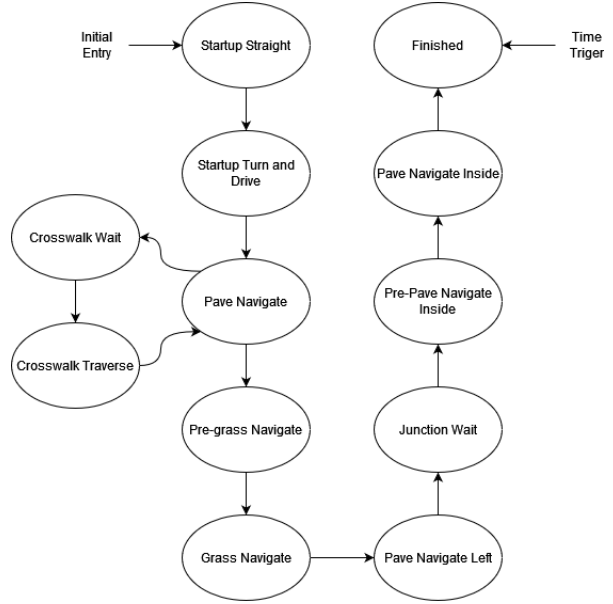 Initial
Entry
Startup Straight
Finished
Time
Triger
Startup Turn and
Drive
Pave Navigate Inside
Crosswalk Wait
Pave Navigate
Pre-Pave Navigate
Inside
Crosswalk Traverse
Pre-grass Navigate
Junction Wait
Grass Navigate
Pave Navigate Left